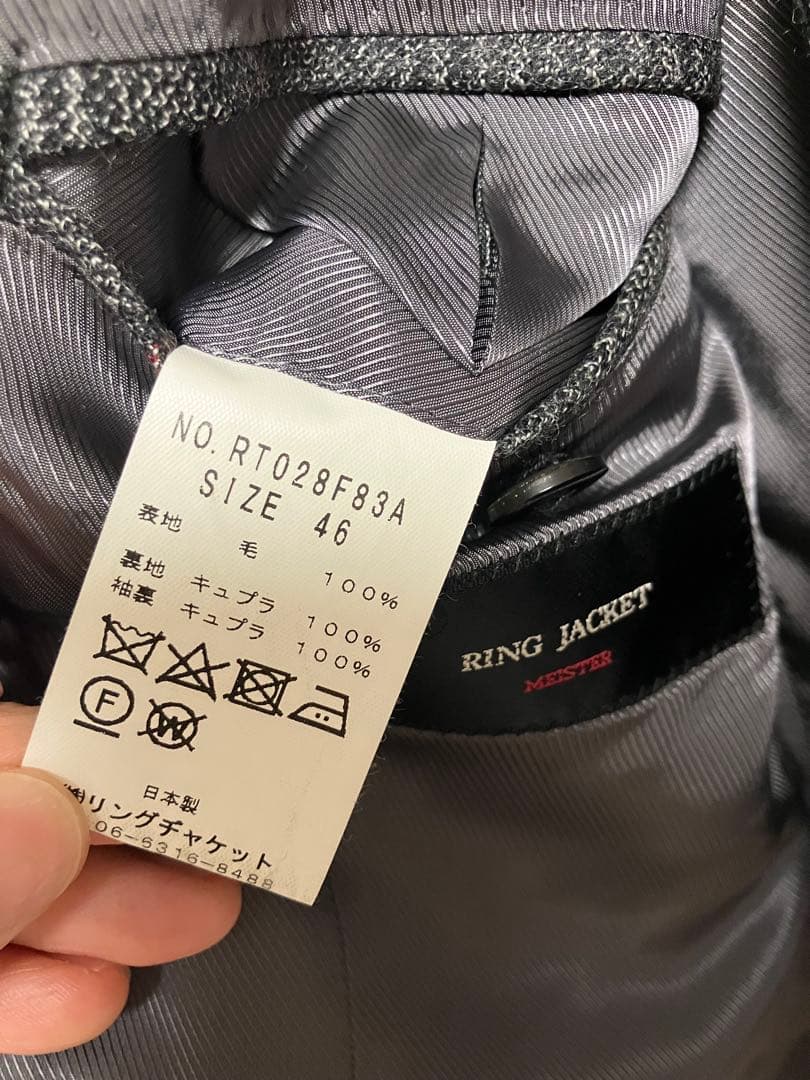 NO. RT028F83A
SIZE 46
表地 毛 100%
裏地 キュプラ 100%
袖裏 キュプラ 100%
F
W
日本製
㈱リングヂャケット
06-6316-8488
RING JACKET
MEISTER